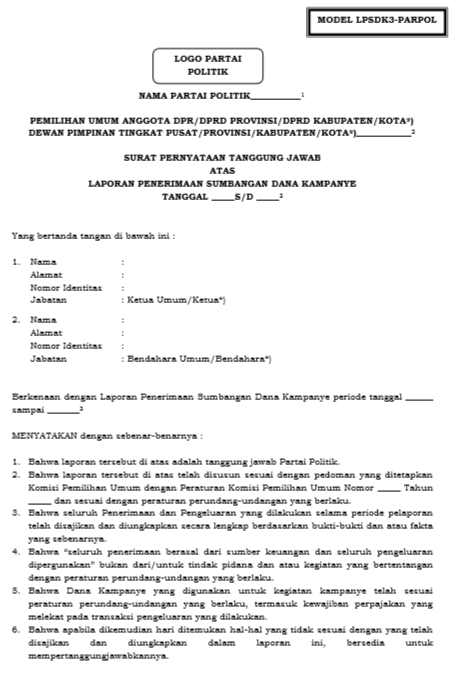 MODEL LPSDK3-PARPOL
LOGO PARTAI
POLITIK
NAMA PARTAI POLITIK___________¹
PEMILIHAN UMUM ANGGOTA DPR/DPRD PROVINSI/DPRD KABUPATEN/KOTA*)
DEWAN PIMPINAN TINGKAT PUSAT/PROVINSI/KABUPATEN/KOTA*)____________²
SURAT PERNYATAAN TANGGUNG JAWAB
ATAS
LAPORAN PENERIMAAN SUMBANGAN DANA KAMPANYE
TANGGAL _____S/D _____³
Yang bertanda tangan di bawah ini :
1. Nama :
Alamat :
Nomor Identitas :
Jabatan : Ketua Umum/Ketua*)
2. Nama :
Alamat :
Nomor Identitas :
Jabatan : Bendahara Umum/Bendahara*)
Berkenaan dengan Laporan Penerimaan Sumbangan Dana Kampanye periode tanggal ______
sampai _______³
MENYATAKAN dengan sebenar-benarnya :
1. Bahwa laporan tersebut di atas adalah tanggung jawab Partai Politik.
2. Bahwa laporan tersebut di atas telah disusun sesuai dengan pedoman yang ditetapkan
Komisi Pemilihan Umum dengan Peraturan Komisi Pemilihan Umum Nomor _____ Tahun
_____ dan sesuai dengan peraturan perundang-undangan yang berlaku.
3. Bahwa seluruh Penerimaan dan Pengeluaran yang dilakukan selama periode pelaporan
telah disajikan dan diungkapkan secara lengkap berdasarkan bukti-bukti dan atau fakta
yang sebenarnya.
4. Bahwa “seluruh penerimaan berasal dari sumber keuangan dan seluruh pengeluaran
dipergunakan” bukan dari/untuk tindak pidana dan atau kegiatan yang bertentangan
dengan peraturan perundang-undangan yang berlaku.
5. Bahwa Dana Kampanye yang digunakan untuk kegiatan kampanye telah sesuai
peraturan perundang-undangan yang berlaku, termasuk kewajiban perpajakan yang
melekat pada transaksi pengeluaran yang dilakukan.
6. Bahwa apabila dikemudian hari ditemukan hal-hal yang tidak sesuai dengan yang telah
disajikan dan diungkapkan dalam laporan ini, bersedia untuk
mempertanggungjawabkannya.